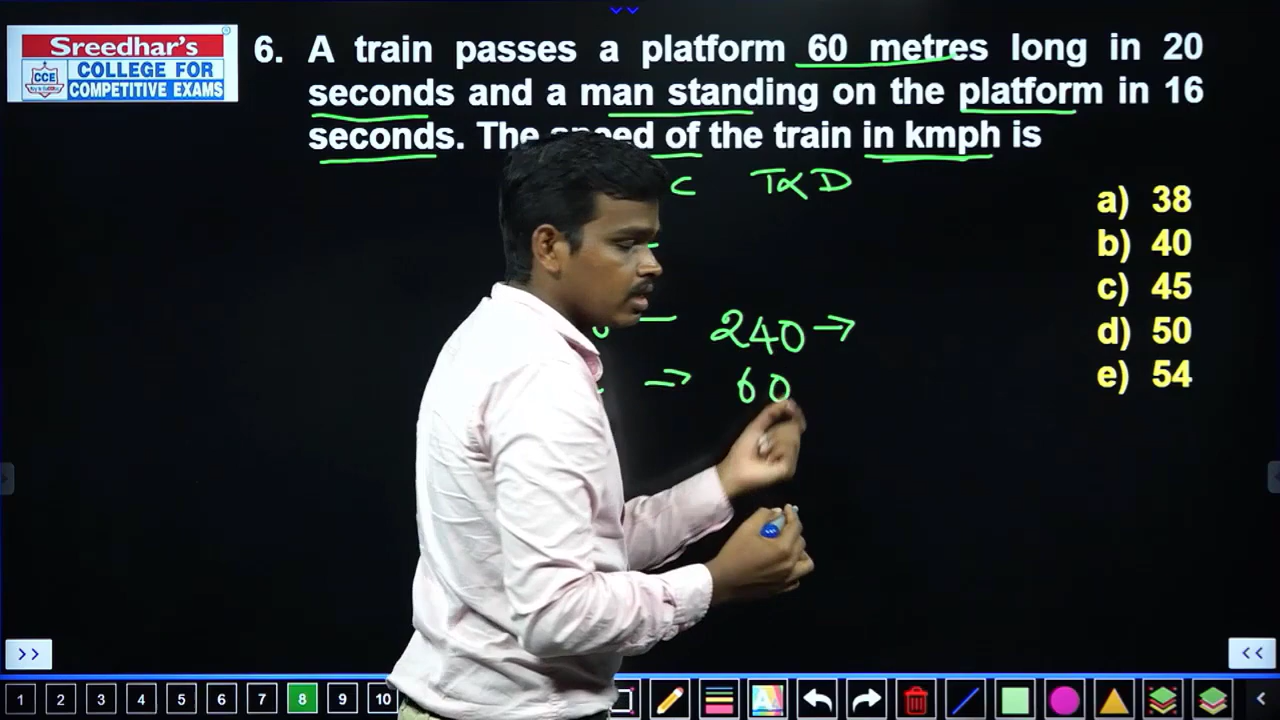 Sreedhar's
CCE
COLLEGE FOR
COMPETITIVE EXAMS
6. A train passes a platform 60 metres long in 20
seconds and a man standing on the platform in 16
seconds. The speed of the train in kmph is
C T∝D
a) 38
b) 40
c) 45
240 →
d) 50
⇒ 60
e) 54
>>
<<
1 2 3 4 5 6 7 8 9 10
A